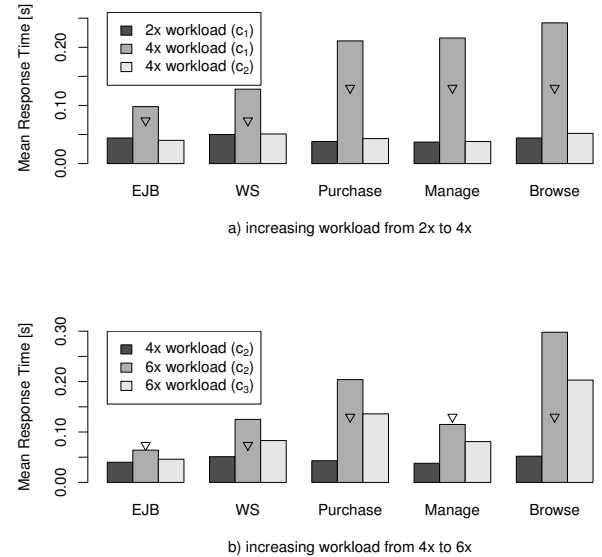 Mean Response Time [s]
0.00
0.10
0.20
2x workload (c₁)
4x workload (c₁)
4x workload (c₂)
EJB WS Purchase Manage Browse
a) increasing workload from 2x to 4x
Mean Response Time [s]
0.00
0.10
0.20
0.30
4x workload (c₂)
6x workload (c₂)
6x workload (c₃)
EJB WS Purchase Manage Browse
b) increasing workload from 4x to 6x